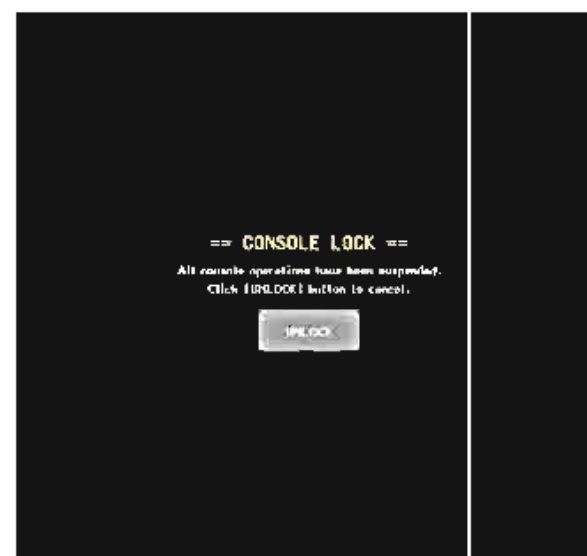 == CONSOLE LOCK ==
All console operations have been suspended.
Click [UNLOCK] button to cancel.
UNLOCK